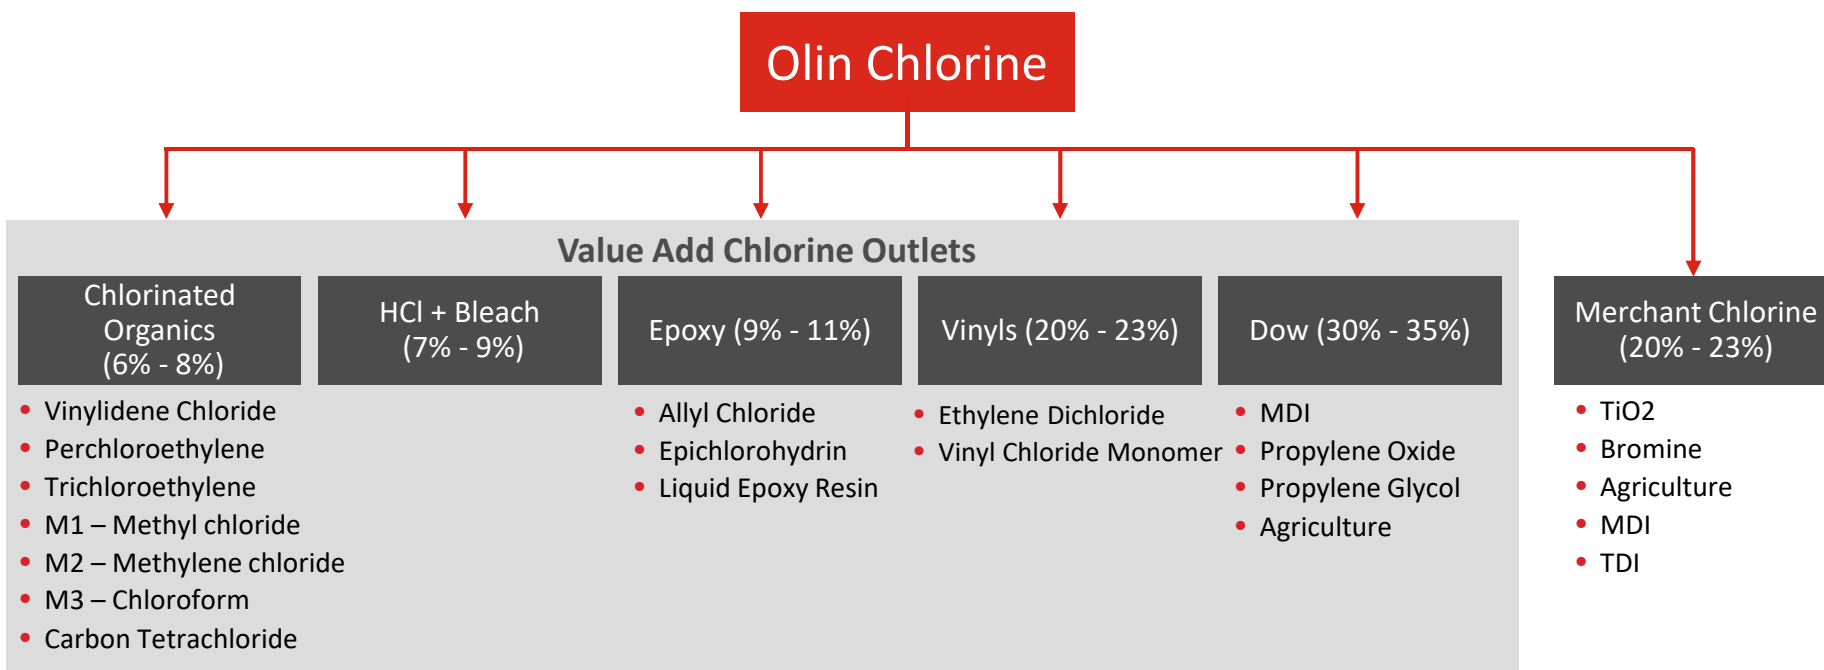 Olin Chlorine
Value Add Chlorine Outlets
Chlorinated
Organics
(6% - 8%)
• Vinylidene Chloride
• Perchloroethylene
• Trichloroethylene
• M1 – Methyl chloride
• M2 – Methylene chloride
• M3 – Chloroform
• Carbon Tetrachloride
HCl + Bleach
(7% - 9%)
Epoxy (9% - 11%)
• Allyl Chloride
• Epichlorohydrin
• Liquid Epoxy Resin
Vinyls (20% - 23%)
• Ethylene Dichloride
• Vinyl Chloride Monomer
Dow (30% - 35%)
• MDI
• Propylene Oxide
• Propylene Glycol
• Agriculture
Merchant Chlorine
(20% - 23%)
• TiO2
• Bromine
• Agriculture
• MDI
• TDI